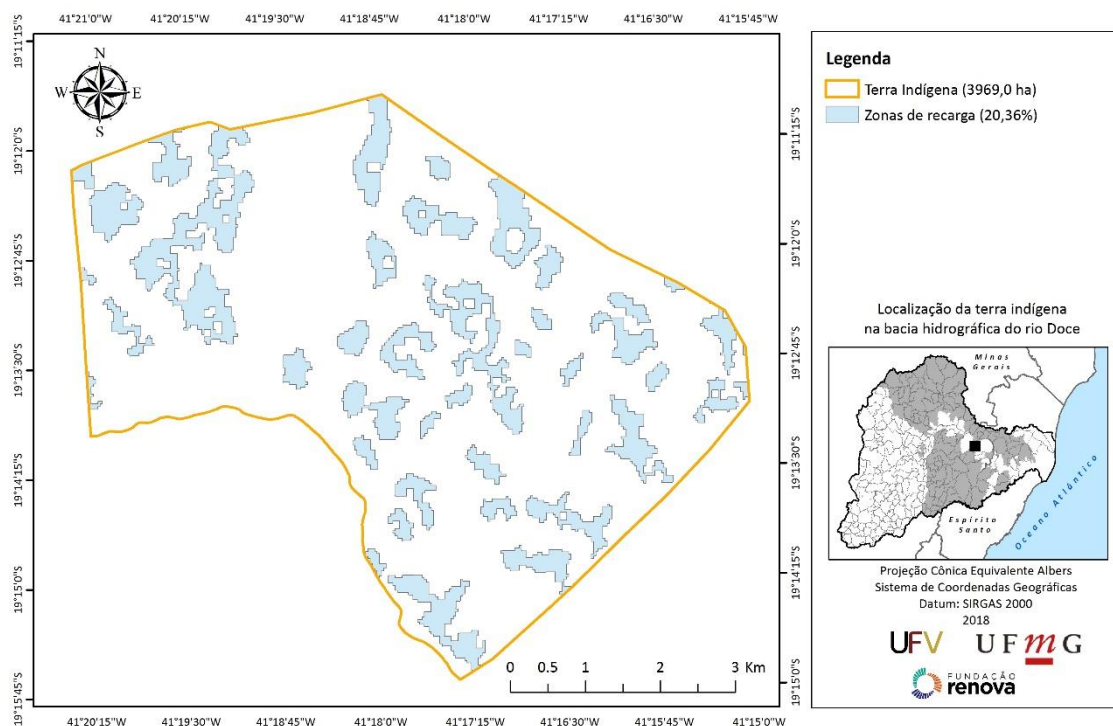 41°21'0"W 41°20'15"W 41°19'30"W 41°18'45"W 41°18'0"W 41°17'15"W 41°16'30"W 41°15'45"W
19°11'15"S
19°12'0"S
19°12'45"S
19°13'30"S
19°14'15"S
19°15'0"S
19°15'45"S
N
W E
S
19°11'15"S
19°12'0"S
19°12'45"S
19°13'30"S
19°14'15"S
19°15'0"S
0 0.5 1 2 3 Km
41°20'15"W 41°19'30"W 41°18'45"W 41°18'0"W 41°17'15"W 41°16'30"W 41°15'45"W 41°15'0"W
Legenda
Terra Indígena (3969,0 ha)
Zonas de recarga (20,36%)
Localização da terra indígena
na bacia hidrográfica do rio Doce
Minas
Gerais
Espírito
Santo
Oceano Atlântico
Projeção Cônica Equivalente Albers
Sistema de Coordenadas Geográficas
Datum: SIRGAS 2000
2018
UFV UFmG
FUNDAÇÃO
renova